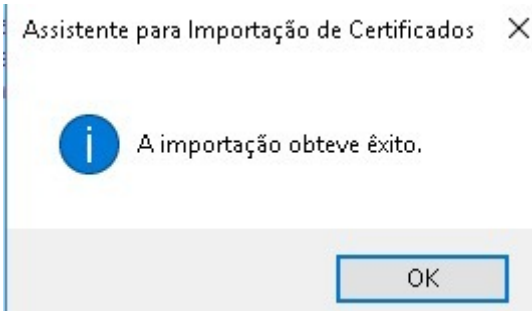 Assistente para Importação de Certificados
A importação obteve êxito.
OK